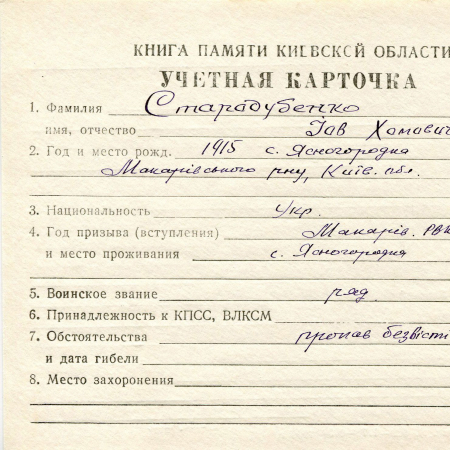 КНИГА ПАМЯТИ КИЕВСКОЙ ОБЛАСТИ
УЧЕТНАЯ КАРТОЧКА
1. Фамилия Старадубенко
имя, отчество Іав Хомавич
2. Год и место рожд. 1915 с. Ясногородка
Макарівського р-ну, Київ. обл.
3. Национальность Укр.
4. Год призыва (вступления) Макарів. РВК
и место проживания с. Ясногородка
5. Воинское звание ряд
6. Принадлежность к КПСС, ВЛКСМ
7. Обстоятельства пропав безвісти
и дата гибели
8. Место захоронения